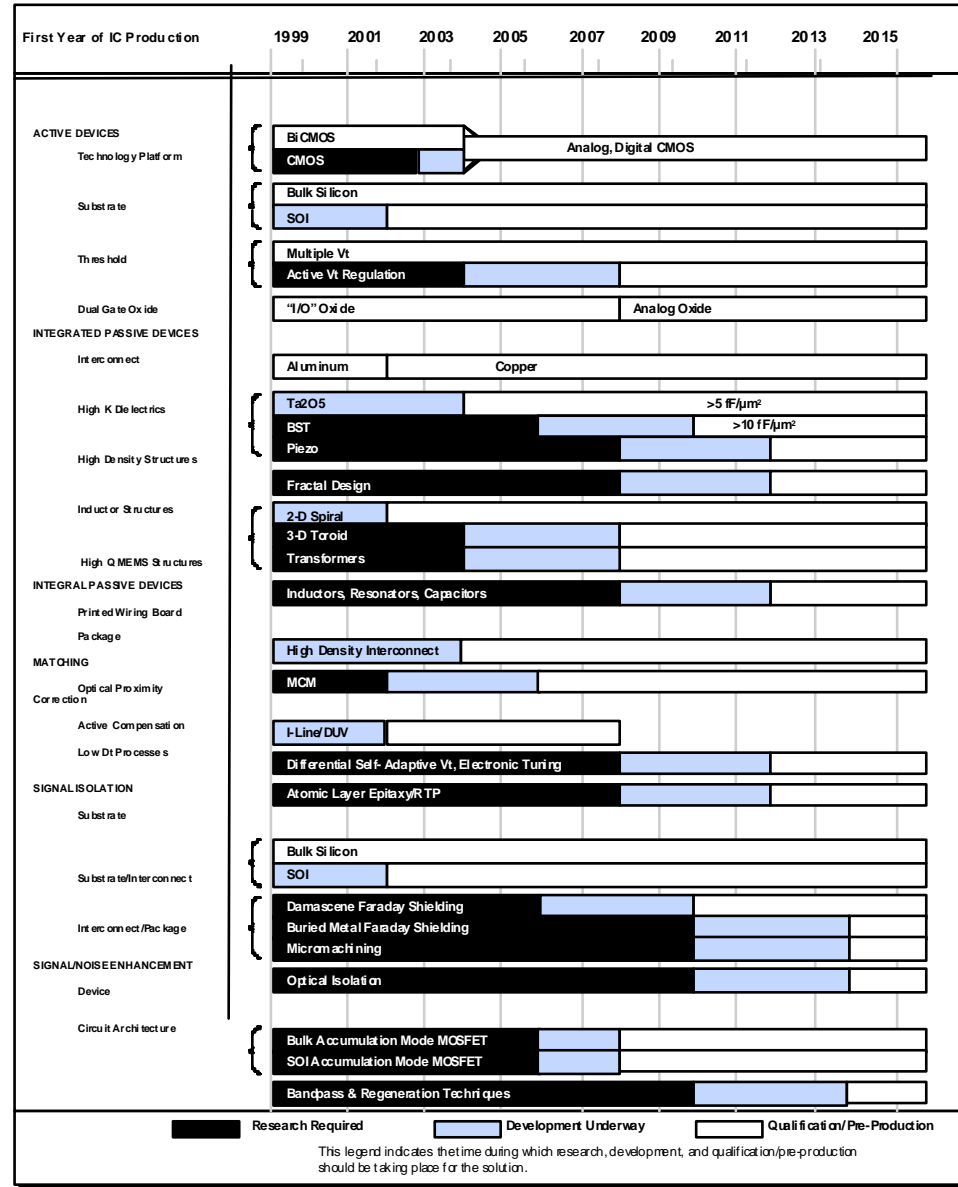 First Year of IC Production 1999 2001 2003 2005 2007 2009 2011 2013 2015
ACTIVE DEVICES
BiCMOS
Analog, Digital CMOS
Technology Platform
CMOS
Bulk Silicon
Substrate
SOI
Multiple Vt
Threshold
Active Vt Regulation
Dual Gate Oxide
“I/O” Oxide
Analog Oxide
INTEGRATED PASSIVE DEVICES
Interconnect
Aluminum
Copper
Ta2O5
>5 fF/µm²
High K Dielectrics
BST
>10 fF/µm²
Piezo
High Density Structures
Fractal Design
Inductor Structures
2-D Spiral
3-D Toroid
Transformers
High Q MEMS Structures
INTEGRAL PASSIVE DEVICES
Inductors, Resonators, Capacitors
Printed Wiring Board
Package
High Density Interconnect
MATCHING
MCM
Optical Proximity
Correction
Active Compensation
I-Line/DUV
Low Dt Processes
Differential Self- Adaptive Vt, Electronic Tuning
SIGNAL ISOLATION
Atomic Layer Epitaxy/RTP
Substrate
Bulk Silicon
Substrate/Interconnect
SOI
Damascene Faraday Shielding
Interconnect/Package
Buried Metal Faraday Shielding
Micromachining
SIGNAL/NOISE ENHANCEMENT
Optical Isolation
Device
Circuit Architecture
Bulk Accumulation Mode MOSFET
SOI Accumulation Mode MOSFET
Bandpass & Regeneration Techniques
Research Required
Development Underway
Qualification/Pre-Production
This legend indicates the time during which research, development, and qualification/pre-production
should be taking place for the solution.